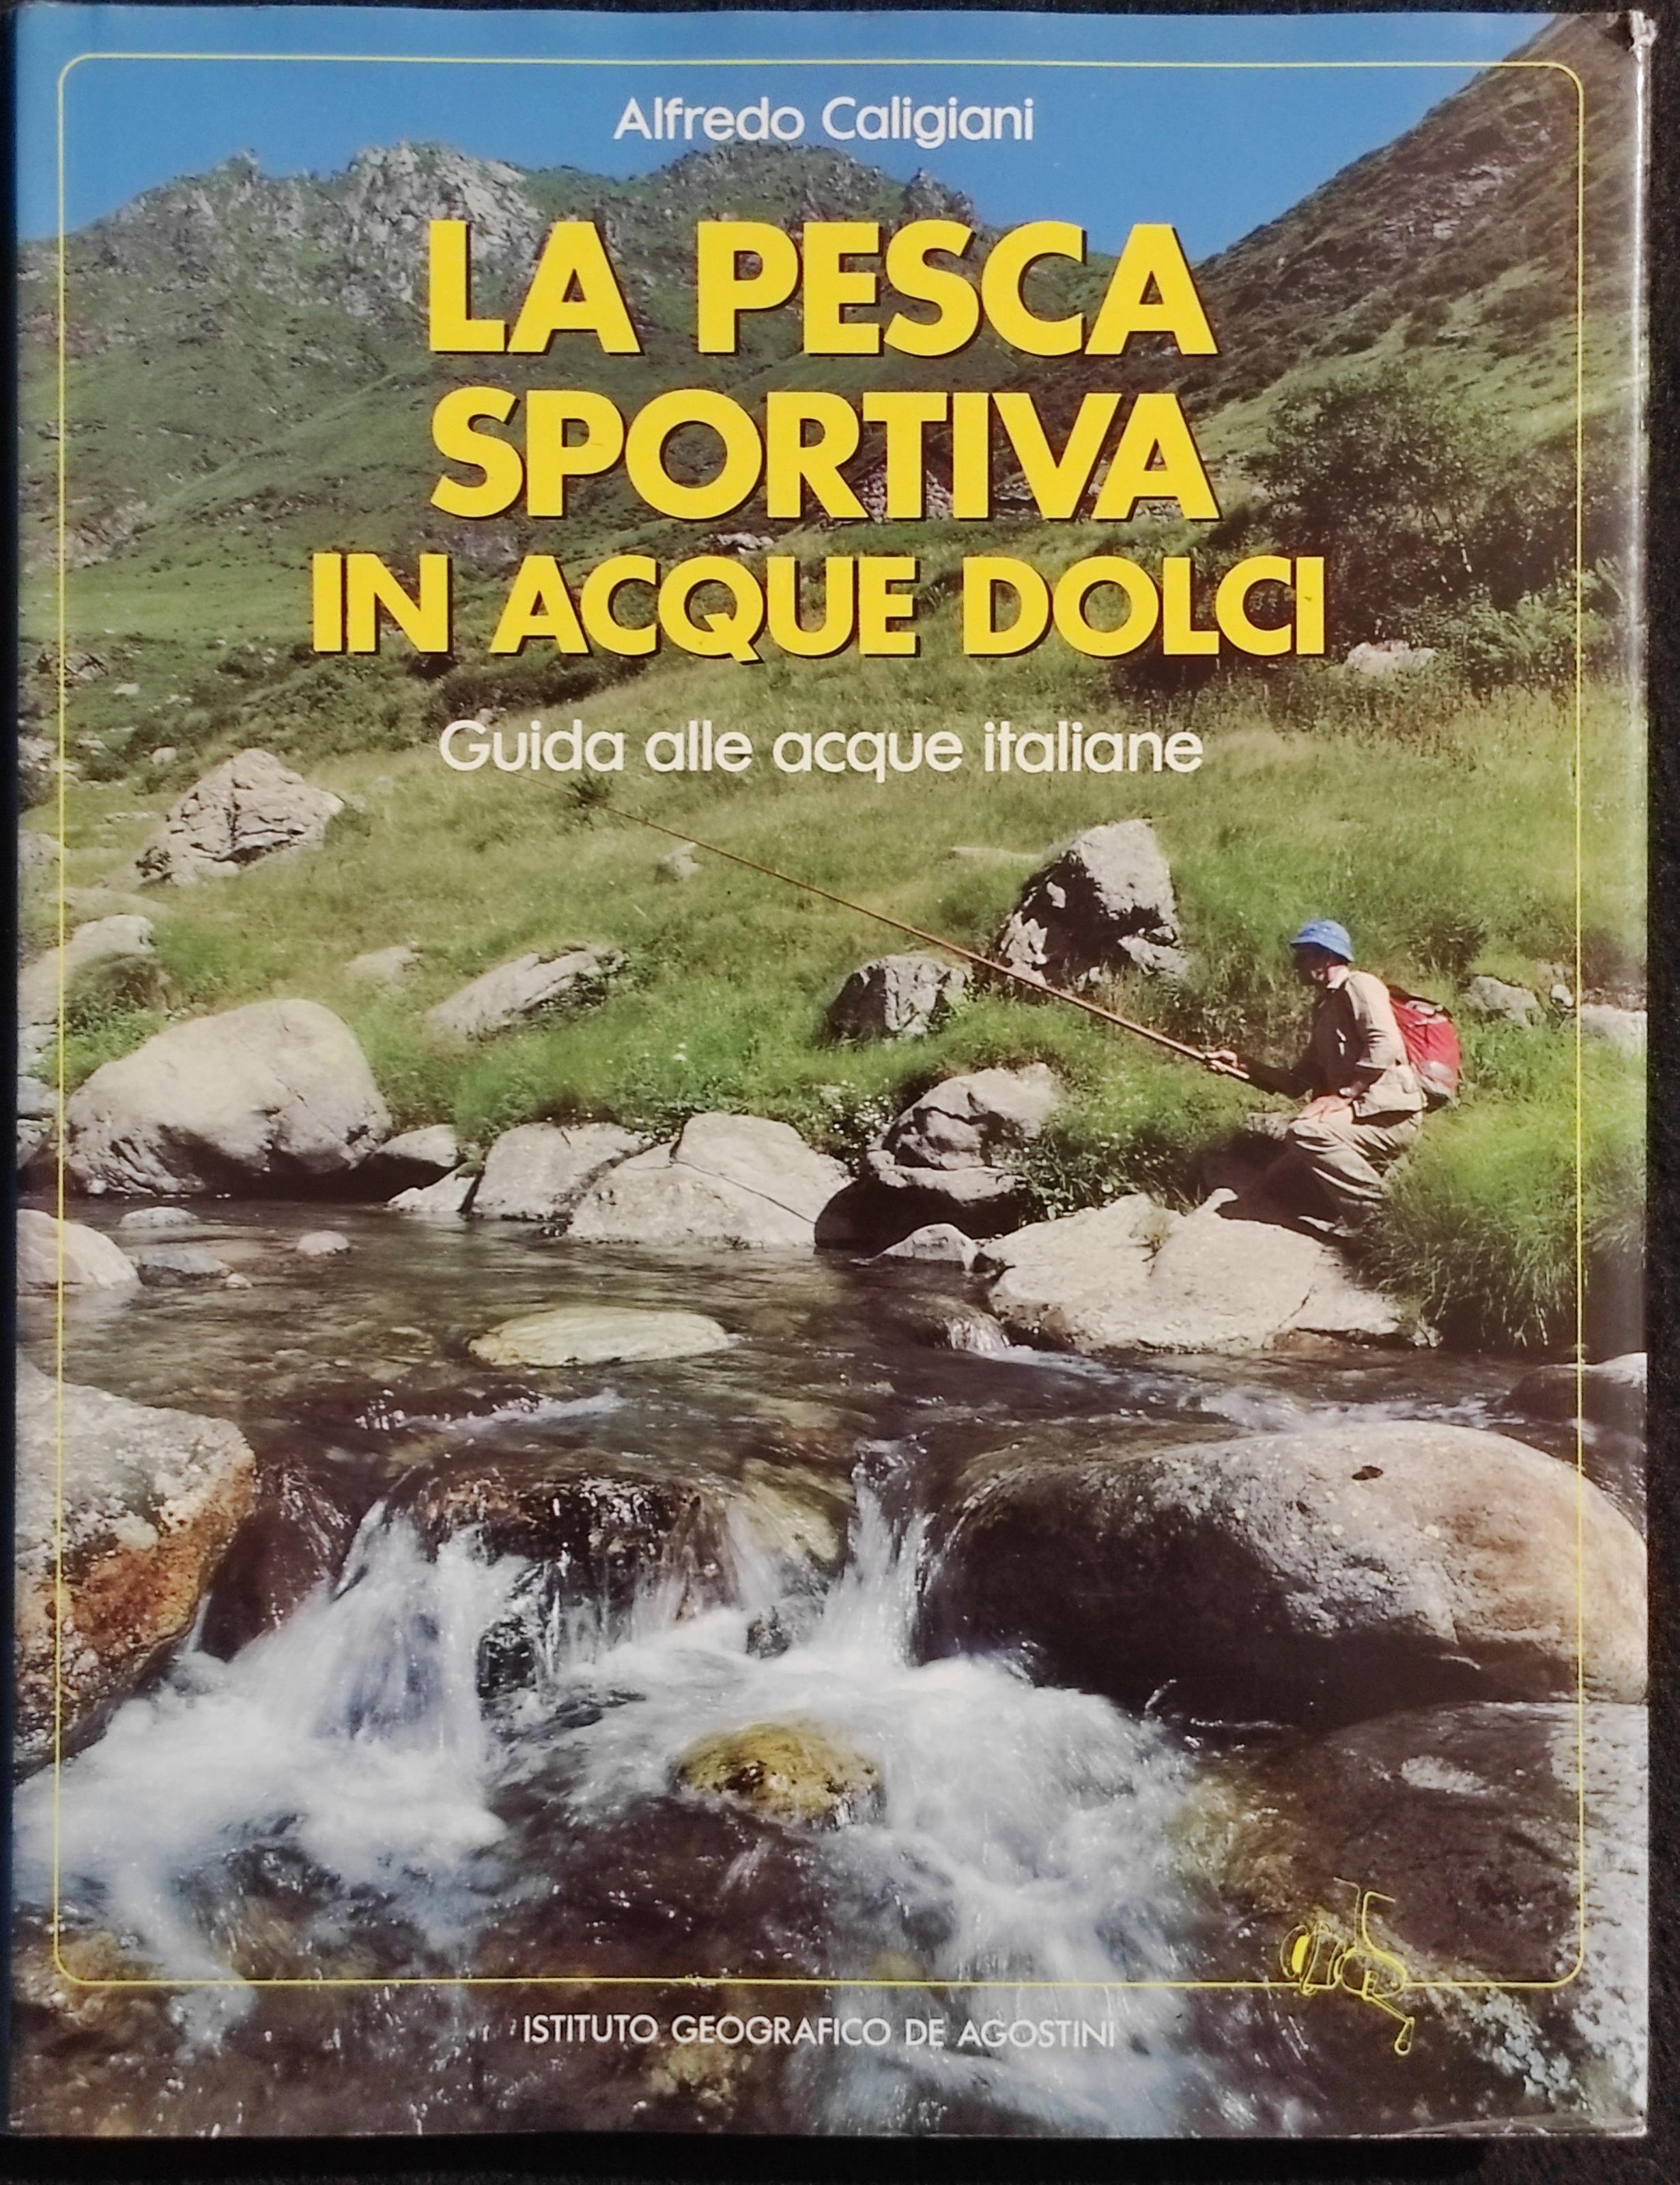 Alfredo Caligiani
LA PESCA
SPORTIVA
IN ACQUE DOLCI
Guida alle acque italiane
ISTITUTO GEOGRAFICO DE AGOSTINI